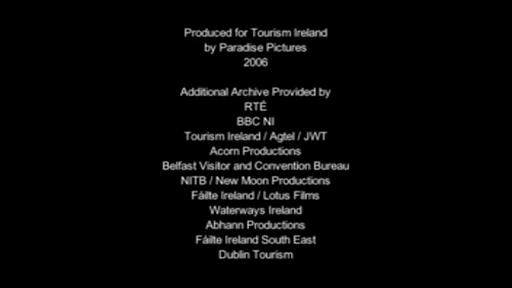 Produced for Tourism Ireland
by Paradise Pictures
2006
Additional Archive Provided by
RTÉ
BBC NI
Tourism Ireland / Agtel / JWT
Acorn Productions
Belfast Visitor and Convention Bureau
NITB / New Moon Productions
Fáilte Ireland / Lotus Films
Waterways Ireland
Abhann Productions
Fáilte Ireland South East
Dublin Tourism